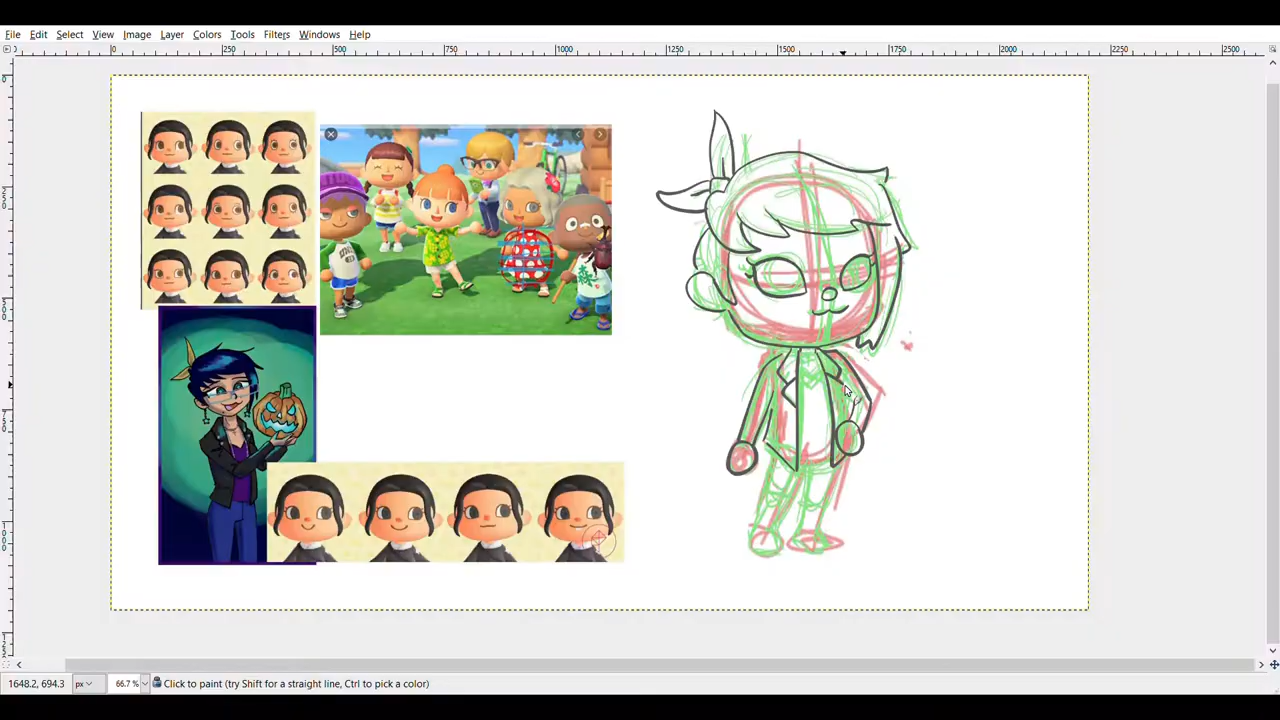 File Edit Select View Image Layer Colors Tools Filters Windows Help
0 250 500 750 1000 1250 1500 1750 2000 2250 2500
森
1648.2, 694.3 px 66.7 % Click to paint (try Shift for a straight line, Ctrl to pick a color)